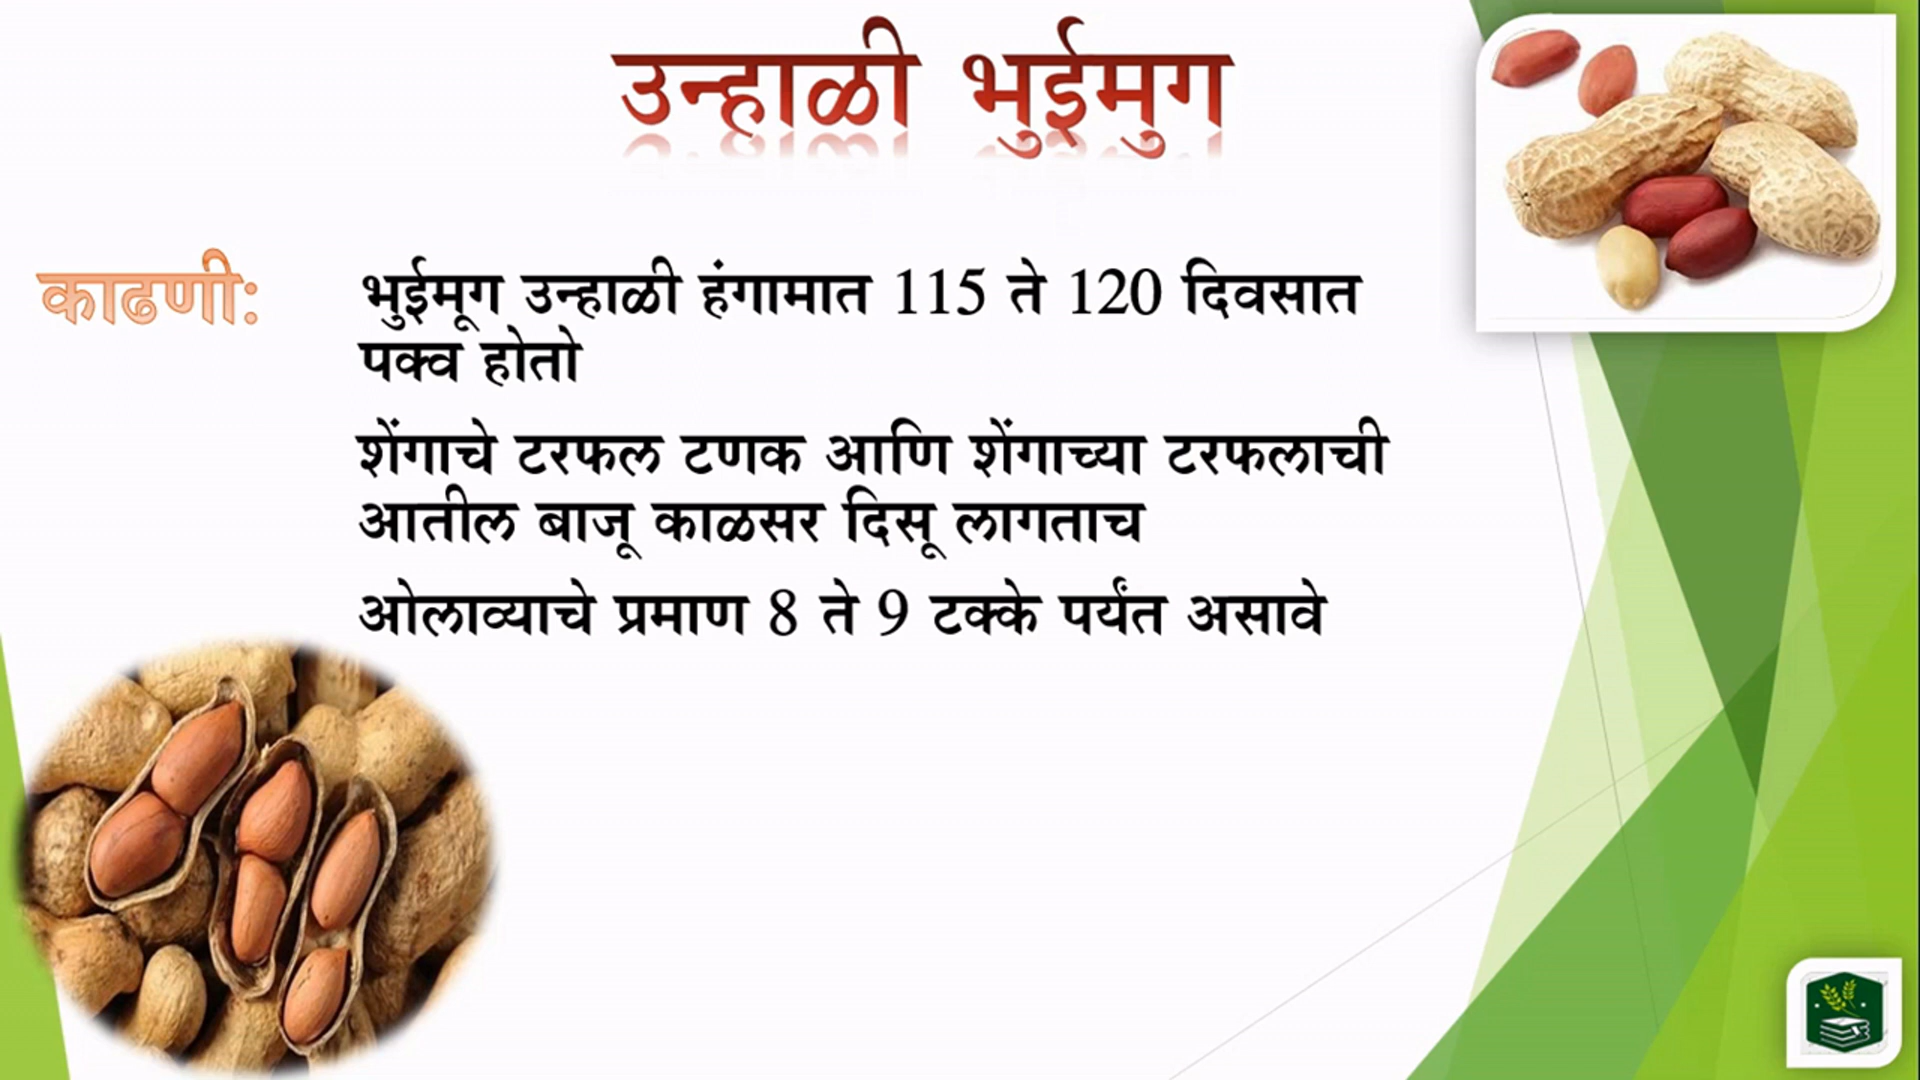 उन्हाळी भुईमुग
काढणी:
भुईमूग उन्हाळी हंगामात 115 ते 120 दिवसात
पक्व होतो
शेंगाचे टरफल टणक आणि शेंगाच्या टरफलाची
आतील बाजू काळसर दिसू लागताच
ओलाव्याचे प्रमाण 8 ते 9 टक्के पर्यंत असावे